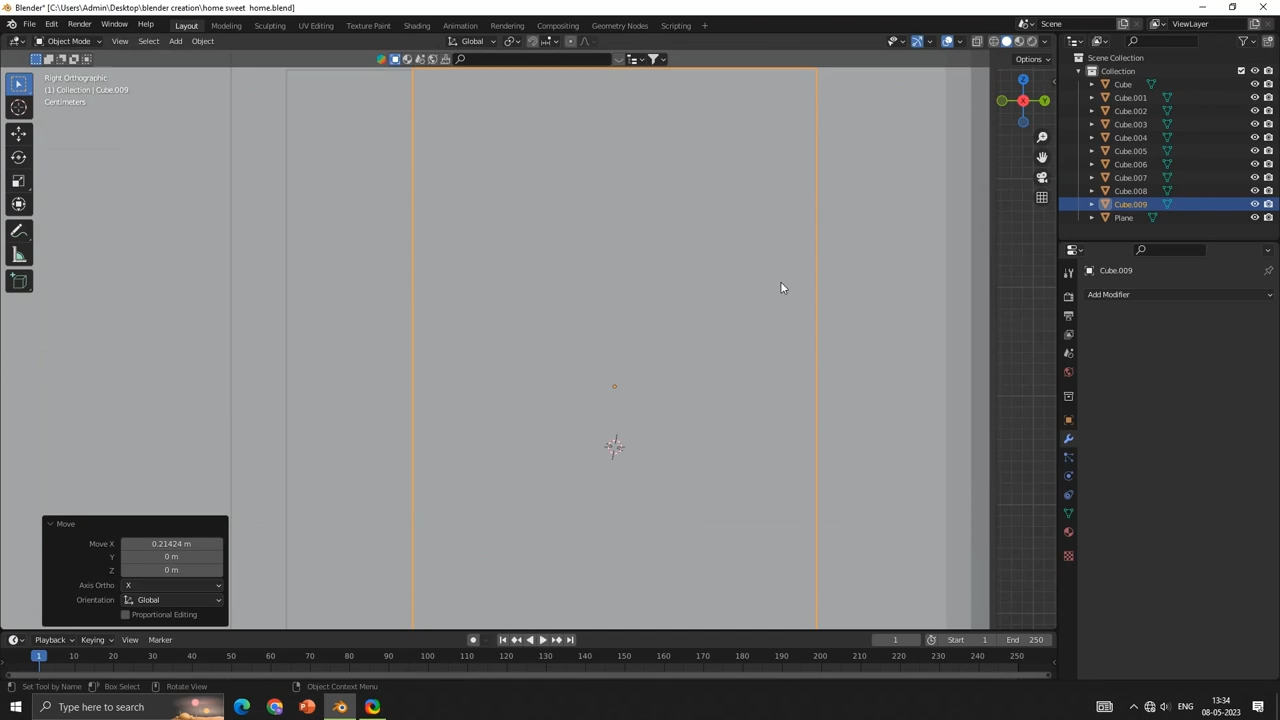 Blender* [C:\Users\Admin\Desktop\blender creation\home sweet  home.blend]
File Edit Render Window Help Layout Modeling Sculpting UV Editing Texture Paint Shading Animation Rendering Compositing Geometry Nodes Scripting + Scene ViewLayer
Object Mode View Select Add Object Global
Options
Right Orthographic
(1) Collection | Cube.009
Centimeters
Z
X
Y
Scene Collection
Collection
Cube
Cube.001
Cube.002
Cube.003
Cube.004
Cube.005
Cube.006
Cube.007
Cube.008
Cube.009
Plane
Cube.009
Add Modifier
Move
Move X 0.21424 m
Y 0 m
Z 0 m
Axis Ortho X
Orientation Global
Proportional Editing
Playback Keying View Marker 1 Start 1 End 250
1 10 20 30 40 50 60 70 80 90 100 110 120 130 140 150 160 170 180 190 200 210 220 230 240 250
Set Tool by Name Box Select Rotate View Object Context Menu
Type here to search
ENG
13:34
08-05-2023